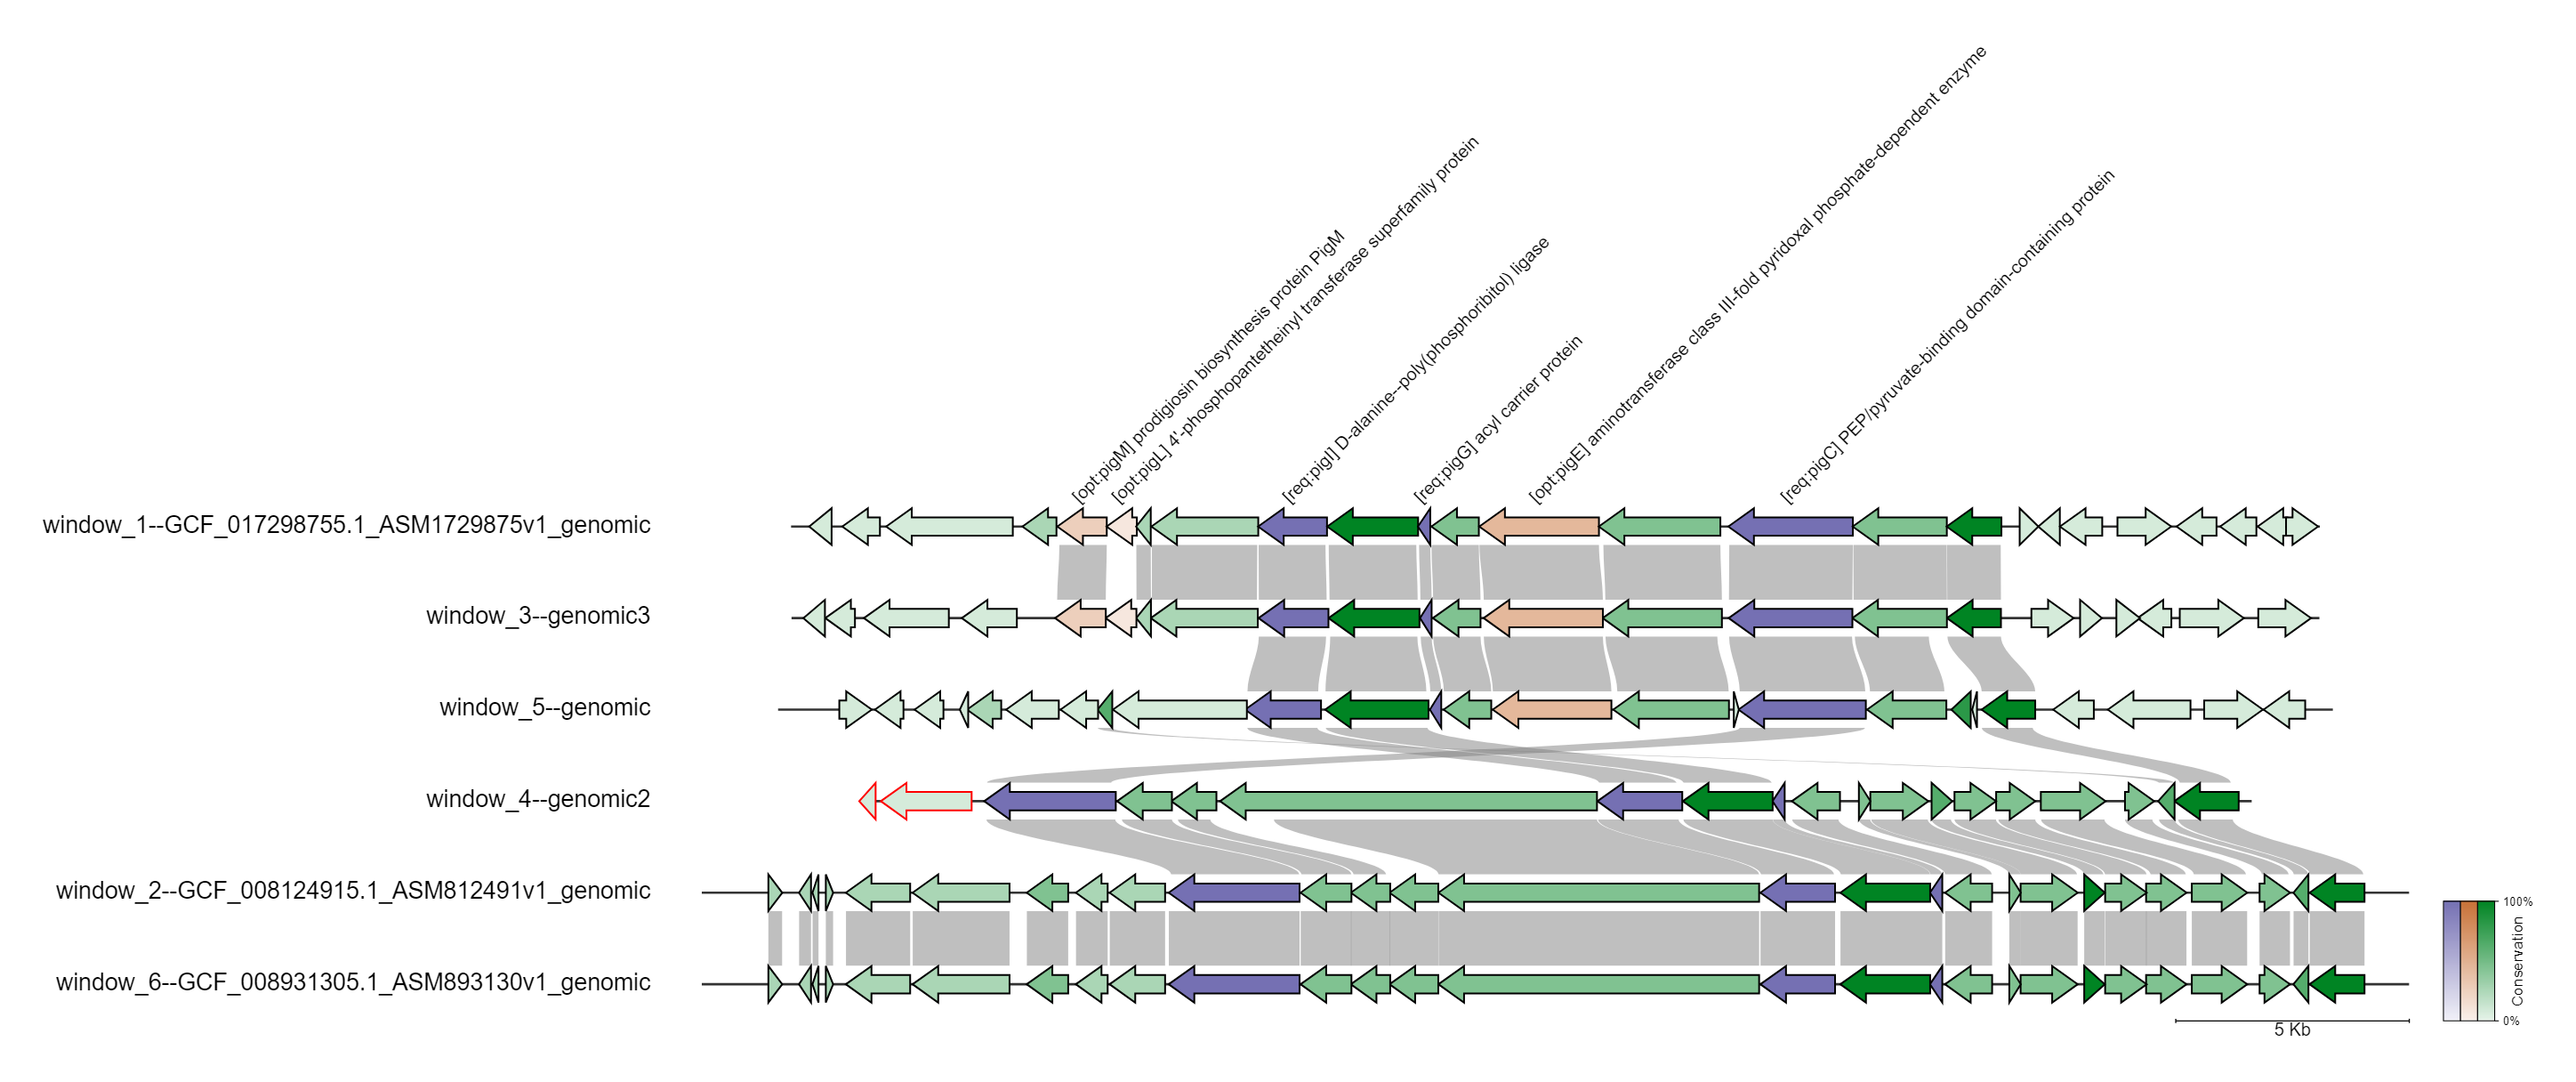 [opt:pigM] prodigiosin biosynthesis protein PigM
[opt:pigL] 4'-phosphopantetheinyl transferase superfamily protein
[req:pigI] D-alanine--poly(phosphoribitol) ligase
[req:pigG] acyl carrier protein
[opt:pigE] aminotransferase class III-fold pyridoxal phosphate-dependent enzyme
[req:pigC] PEP/pyruvate-binding domain-containing protein
window_1--GCF_017298755.1_ASM1729875v1_genomic
window_3--genomic3
window_5--genomic
window_4--genomic2
window_2--GCF_008124915.1_ASM812491v1_genomic
window_6--GCF_008931305.1_ASM893130v1_genomic
100%
Conservation
0%
5 Kb